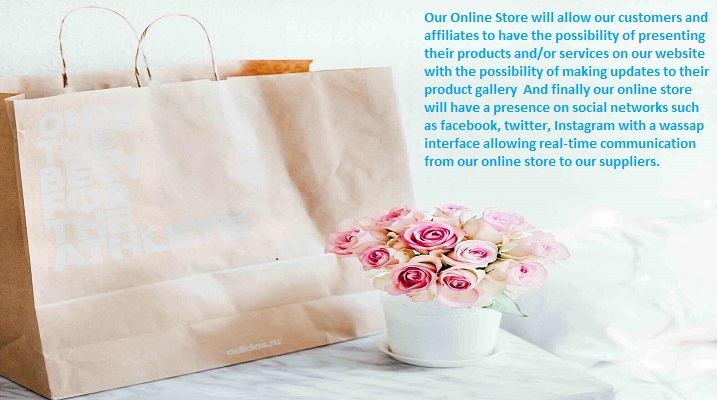 Our Online Store will allow our customers and
affiliates to have the possibility of presenting
their products and/or services on our website
with the possibility of making updates to their
product gallery  And finally our online store
will have a presence on social networks such
as facebook, twitter, Instagram with a wassap
interface allowing real-time communication
from our online store to our suppliers.
ONLY
THE
BEST
FOR
THE
ATHLETE
adidas.ru